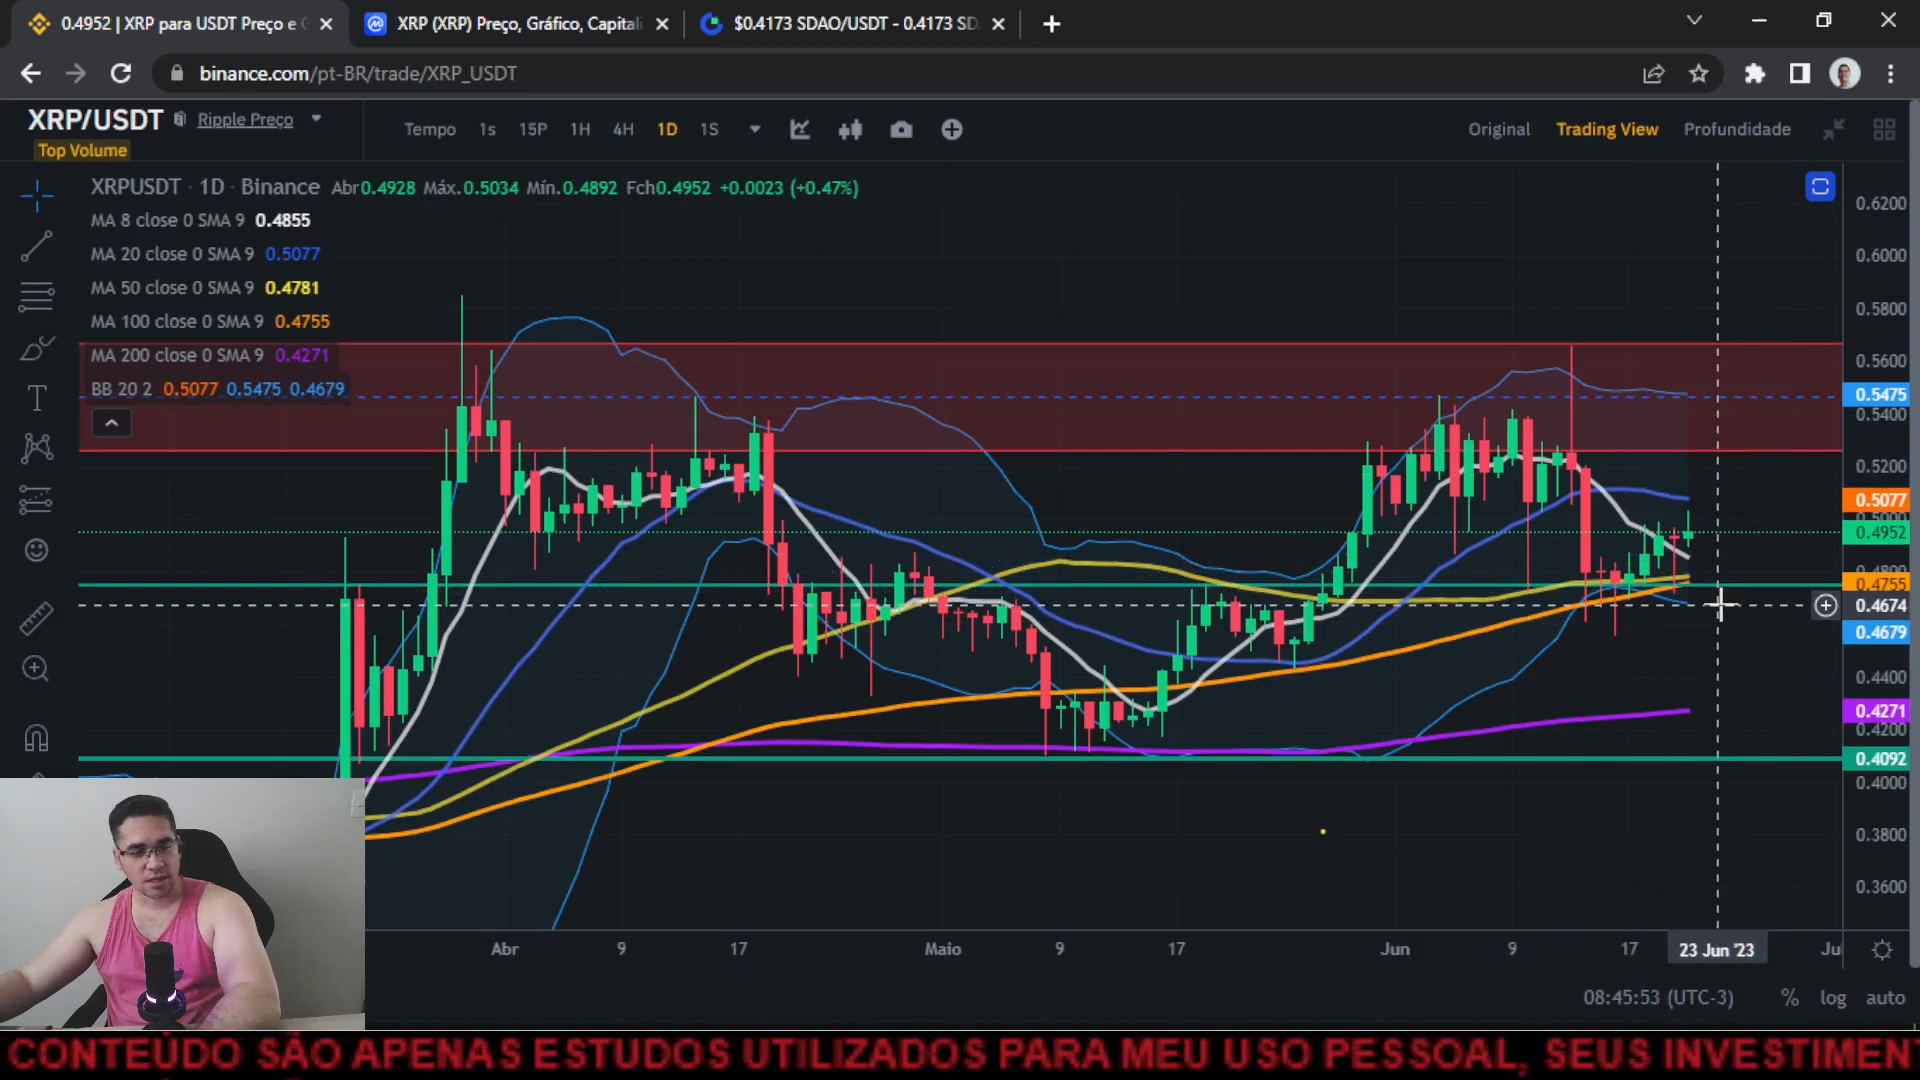 0.4952 | XRP para USDT Preço e
XRP (XRP) Preço, Gráfico, Capitali
$0.4173 SDAO/USDT - 0.4173 SD
binance.com/pt-BR/trade/XRP_USDT
XRP/USDT
Ripple Preço
Top Volume
Tempo 1s 15P 1H 4H 1D 1S
Original Trading View Profundidade
XRPUSDT · 1D · Binance Abr0.4928 Máx.0.5034 Mín.0.4892 Fch0.4952 +0.0023 (+0.47%)
MA 8 close 0 SMA 9 0.4855
MA 20 close 0 SMA 9 0.5077
MA 50 close 0 SMA 9 0.4781
MA 100 close 0 SMA 9 0.4755
MA 200 close 0 SMA 9 0.4271
BB 20 2 0.5077 0.5475 0.4679
0.6200
0.6000
0.5800
0.5600
0.5475
0.5400
0.5200
0.5077
0.4952
0.4755
0.4674
0.4679
0.4400
0.4271
0.4200
0.4092
0.4000
0.3800
0.3600
Abr 9 17 Maio 9 17 Jun 9 17 23 Jun '23 Ju
08:45:53 (UTC-3) % log auto
CONTEÚDO SÃO APENAS ESTUDOS UTILIZADOS PARA MEU USO PESSOAL, SEUS INVESTIMEN